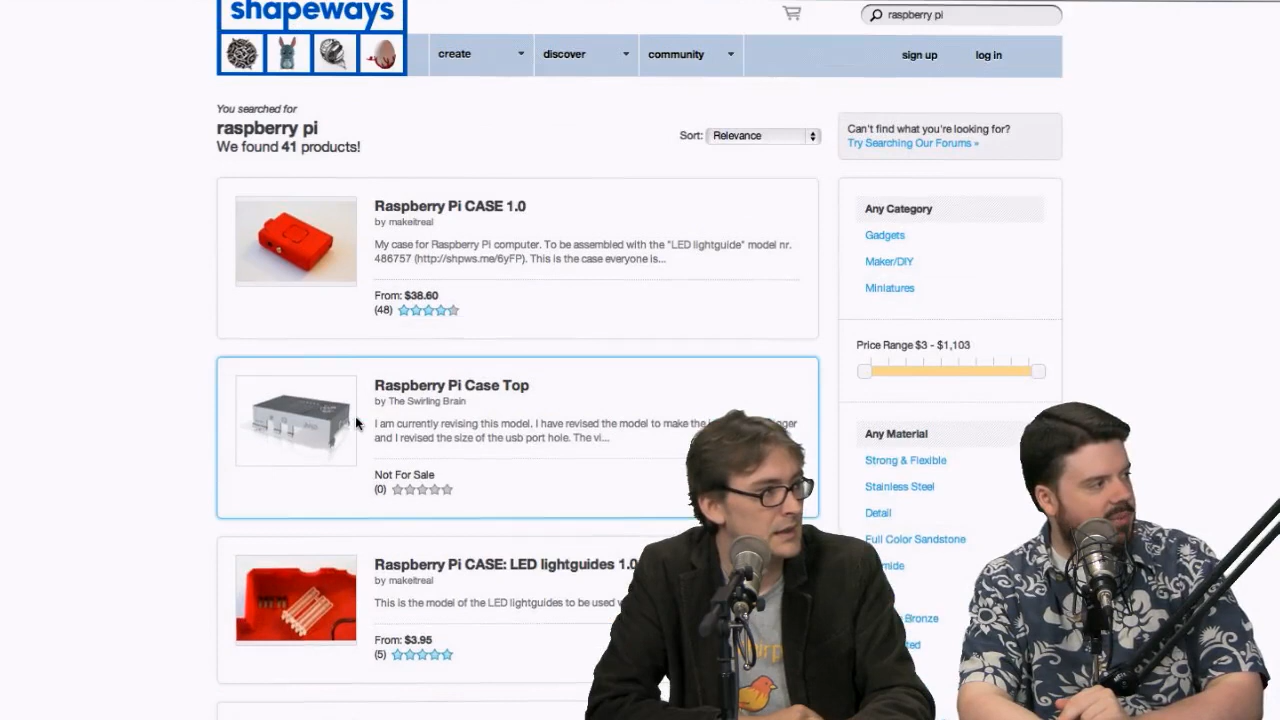 shapeways
raspberry pi
create
discover
community
sign up
log in
You searched for
raspberry pi
We found 41 products!
Sort: Relevance
Can't find what you're looking for?
Try Searching Our Forums »
Raspberry Pi CASE 1.0
by makeitreal
My case for Raspberry Pi computer. To be assembled with the "LED lightguide" model nr.
486757 (http://shpws.me/6yFP). This is the case everyone is...
From: $38.60
(48)
Raspberry Pi Case Top
by The Swirling Brain
I am currently revising this model. I have revised the model to make the
and I revised the size of the usb port hole. The vi...
Not For Sale
(0)
Raspberry Pi CASE: LED lightguides 1.0
by makeitreal
This is the model of the LED lightguides to be used
From: $3.95
(5)
Any Category
Gadgets
Maker/DIY
Miniatures
Price Range $3 - $1,103
Any Material
Strong & Flexible
Stainless Steel
Detail
Full Color Sandstone
Bronze